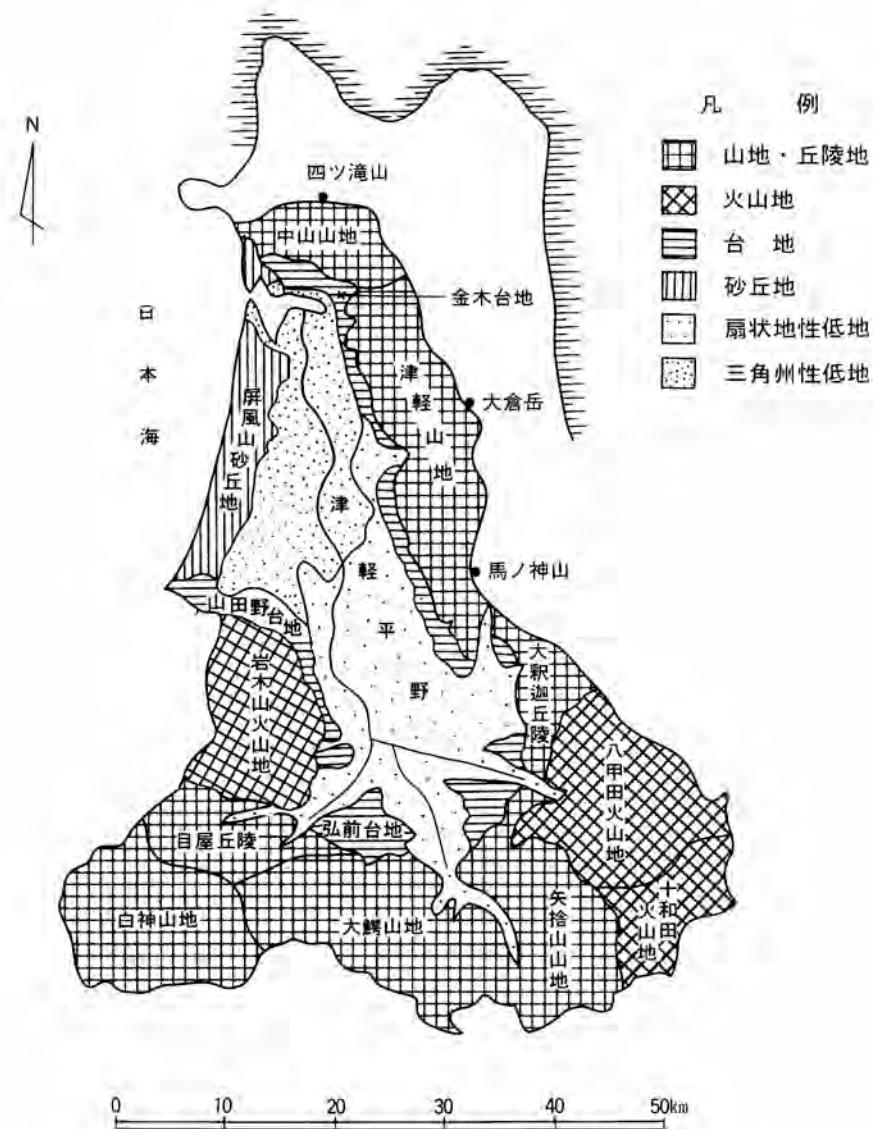 凡例
山地・丘陵地
火山地
台地
砂丘地
扇状地性低地
三角州性低地
N
四ツ滝山
中山山地
金木台地
日本海
津軽山地
大倉岳
屏風山砂丘地
津軽平野
馬ノ神山
山田野台地
岩木山火山地
大釈迦丘陵
八甲田火山地
目屋丘陵
弘前台地
十和田火山地
白神山地
大鰐山地
矢捨山山地
0 10 20 30 40 50km